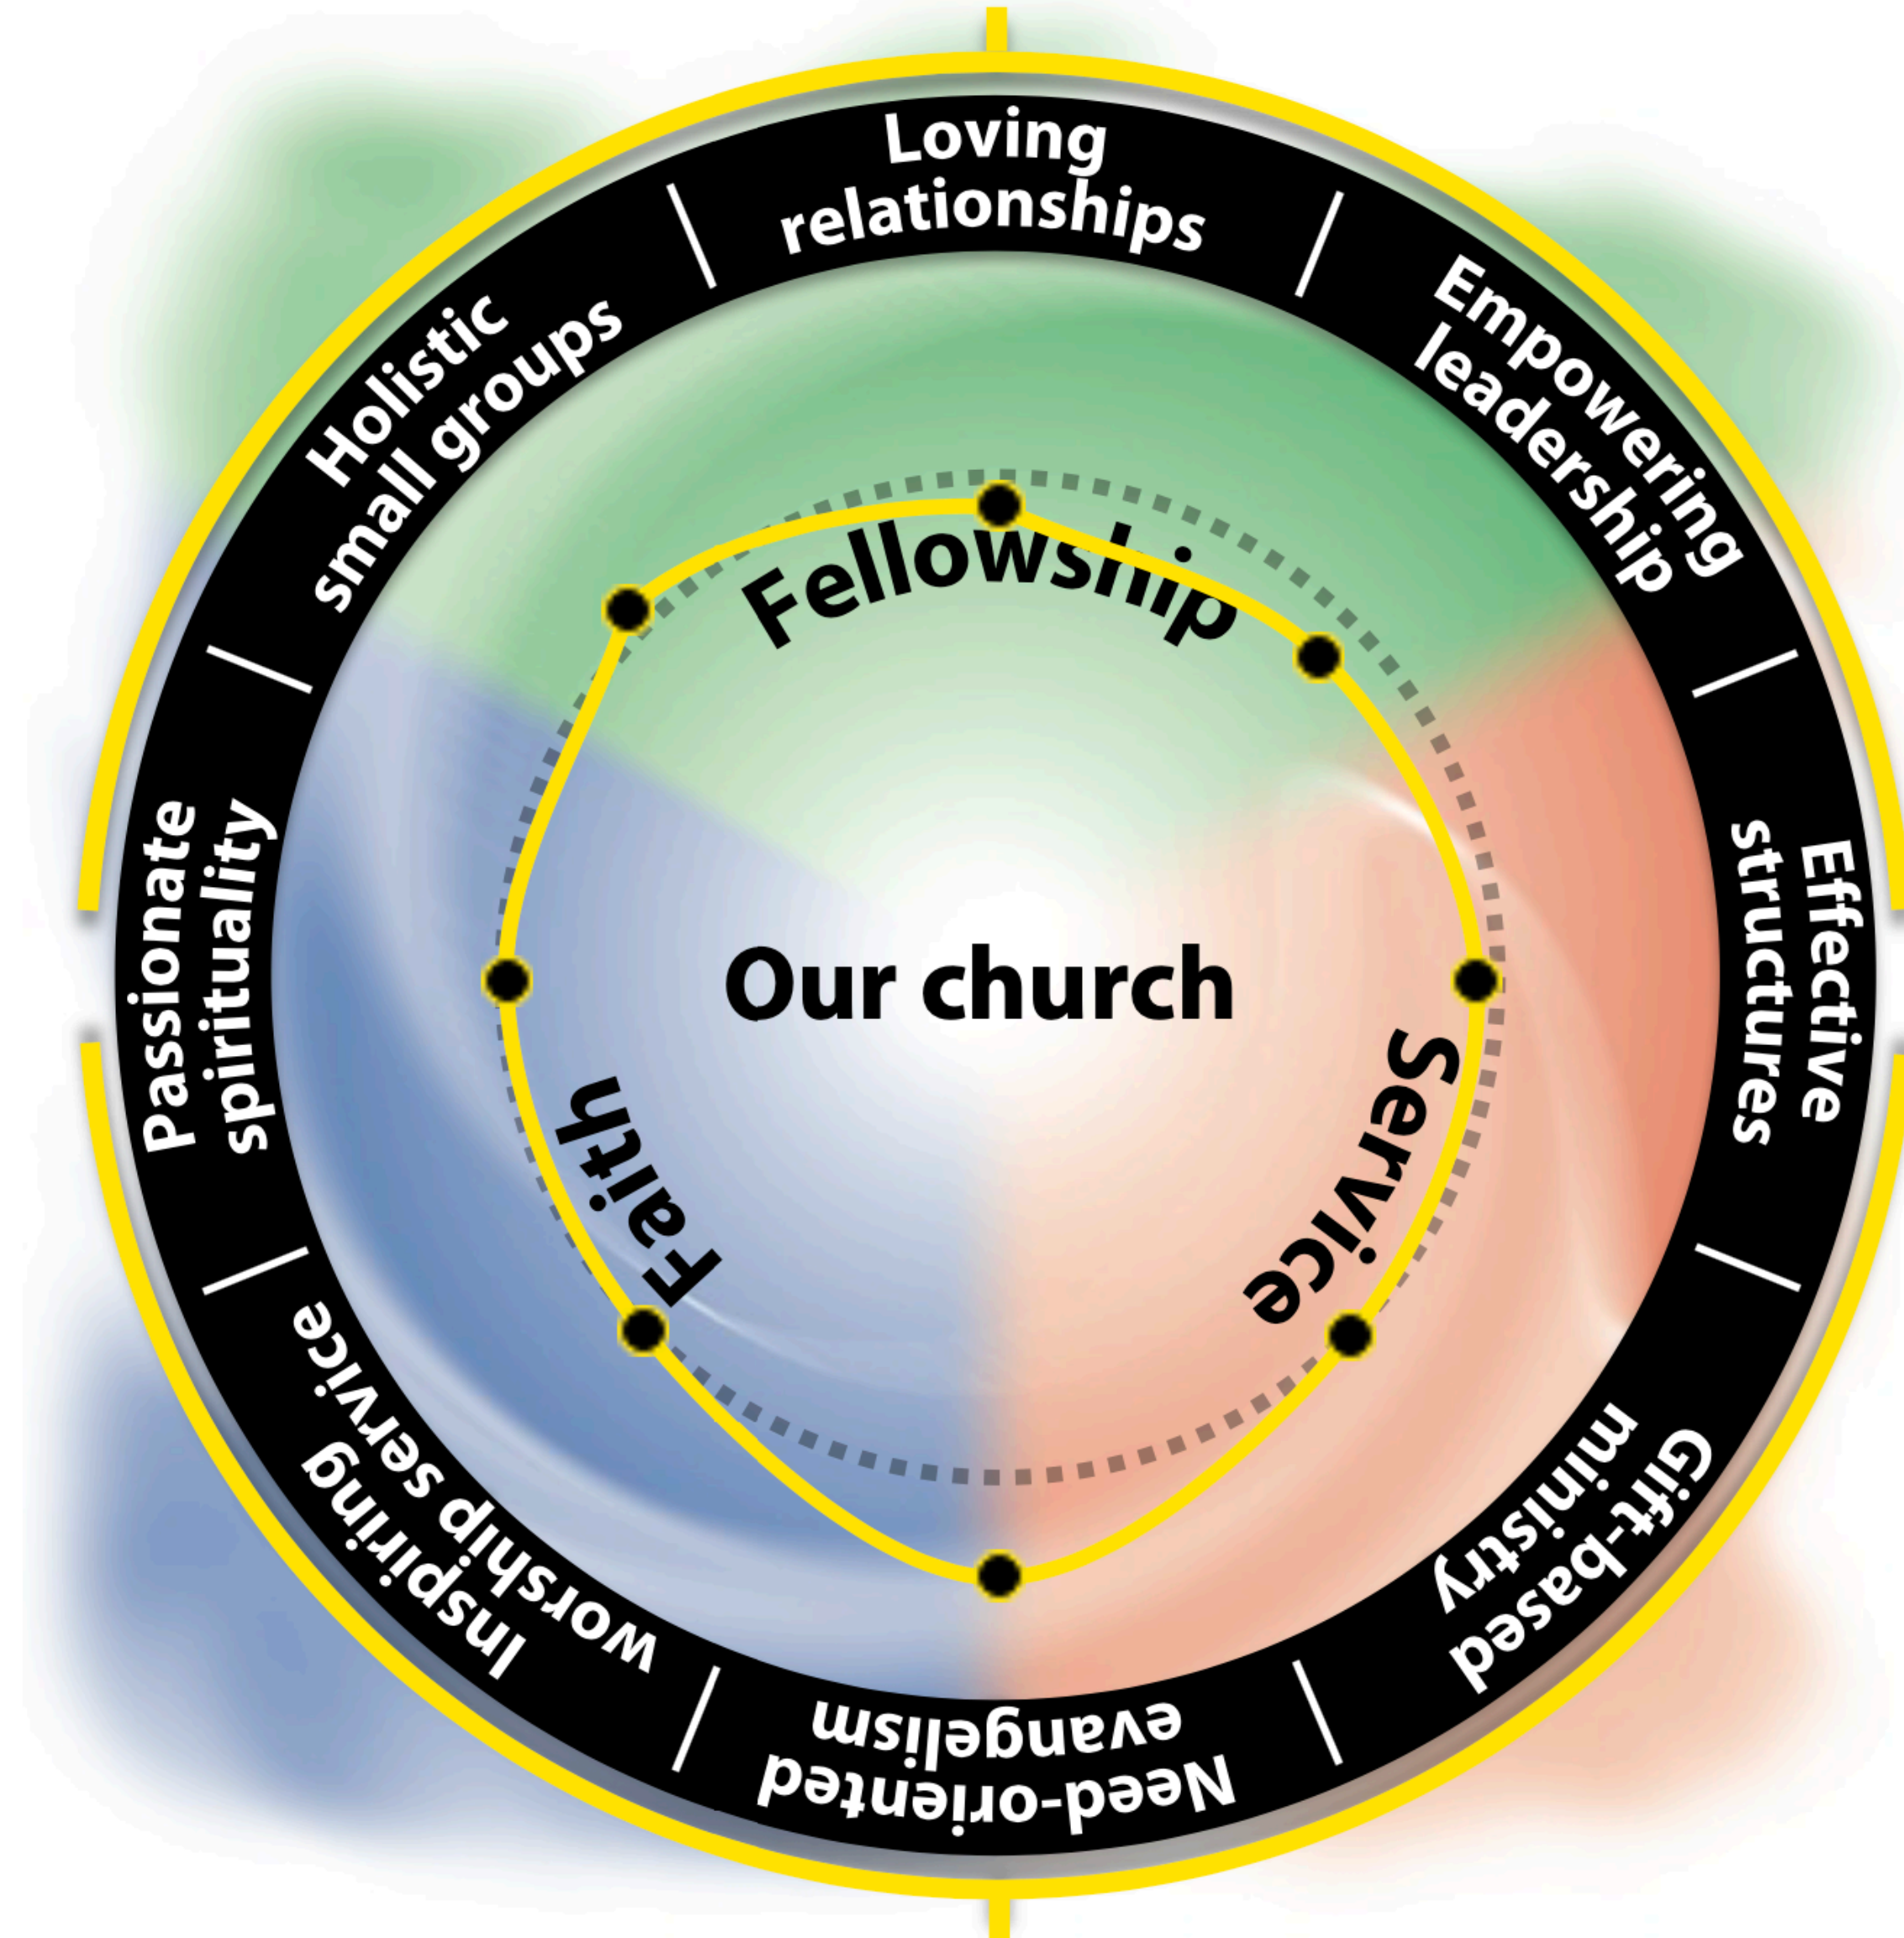 Loving
relationships
Empowering
leadership
Effective
structures
Gift-based
ministry
Need-oriented
evangelism
Inspiring
worship service
Passionate
spirituality
Holistic
small groups
Fellowship
Service
Faith
Our church